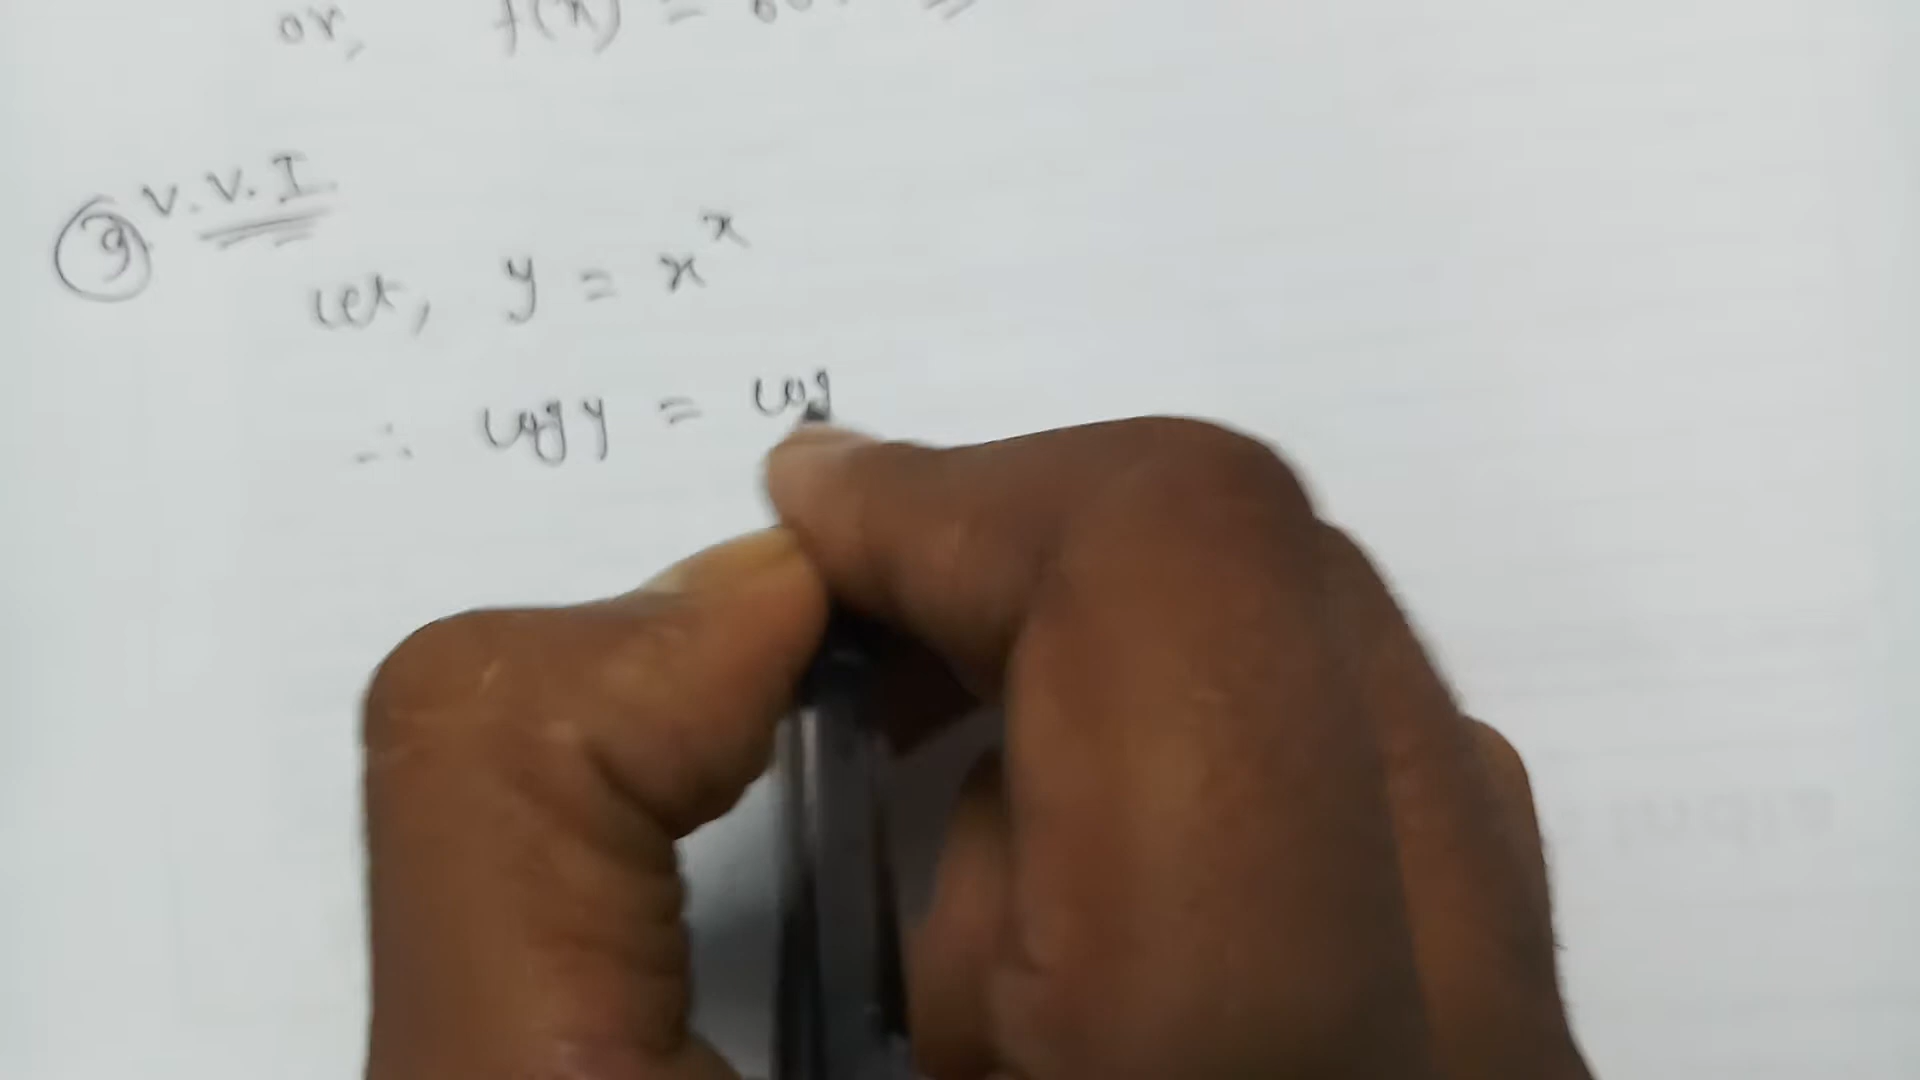 or, f(x) =
9 V.V.I
Let, y = x^x
∴ log y = log